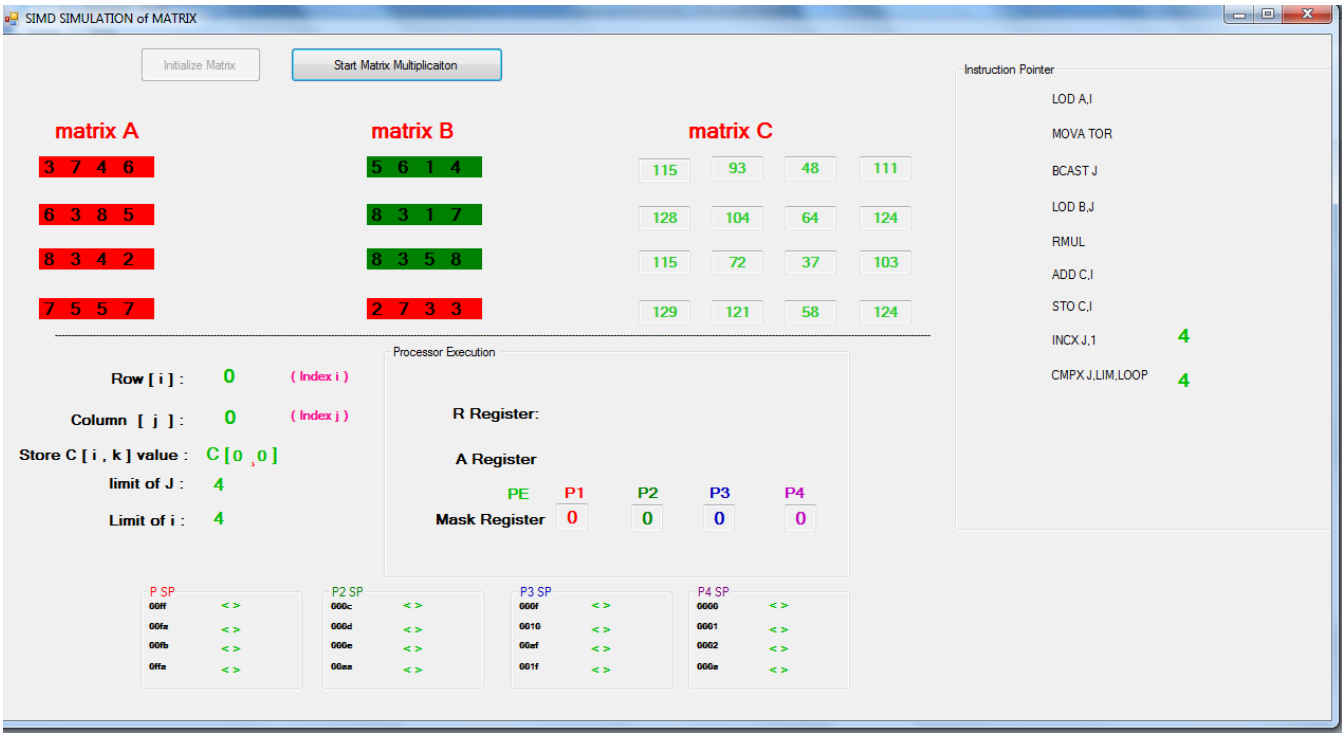 SIMD SIMULATION of MATRIX
Initialize Matrix
Start Matrix Multiplicaiton
matrix A
3 7 4 6
6 3 8 5
8 3 4 2
7 5 5 7
matrix B
5 6 1 4
8 3 1 7
8 3 5 8
2 7 3 3
matrix C
115 93 48 111
128 104 64 124
115 72 37 103
129 121 58 124
Instruction Pointer
LOD A,I
MOVA TOR
BCAST J
LOD B,J
RMUL
ADD C,I
STO C,I
INCX J,1 4
CMPX J,LIM,LOOP 4
Row [ i ] : 0 ( Index i )
Column [ j ] : 0 ( Index j )
Store C [ i , k ] value : C [ 0 , 0 ]
limit of J : 4
Limit of i : 4
Processor Execution
R Register:
A Register
PE P1 P2 P3 P4
Mask Register 0 0 0 0
P SP
00ff < >
00fa < >
00fb < >
0ffa < >
P2 SP
000c < >
000d < >
000e < >
00aa < >
P3 SP
000f < >
0010 < >
00af < >
001f < >
P4 SP
0000 < >
0001 < >
0002 < >
000a < >